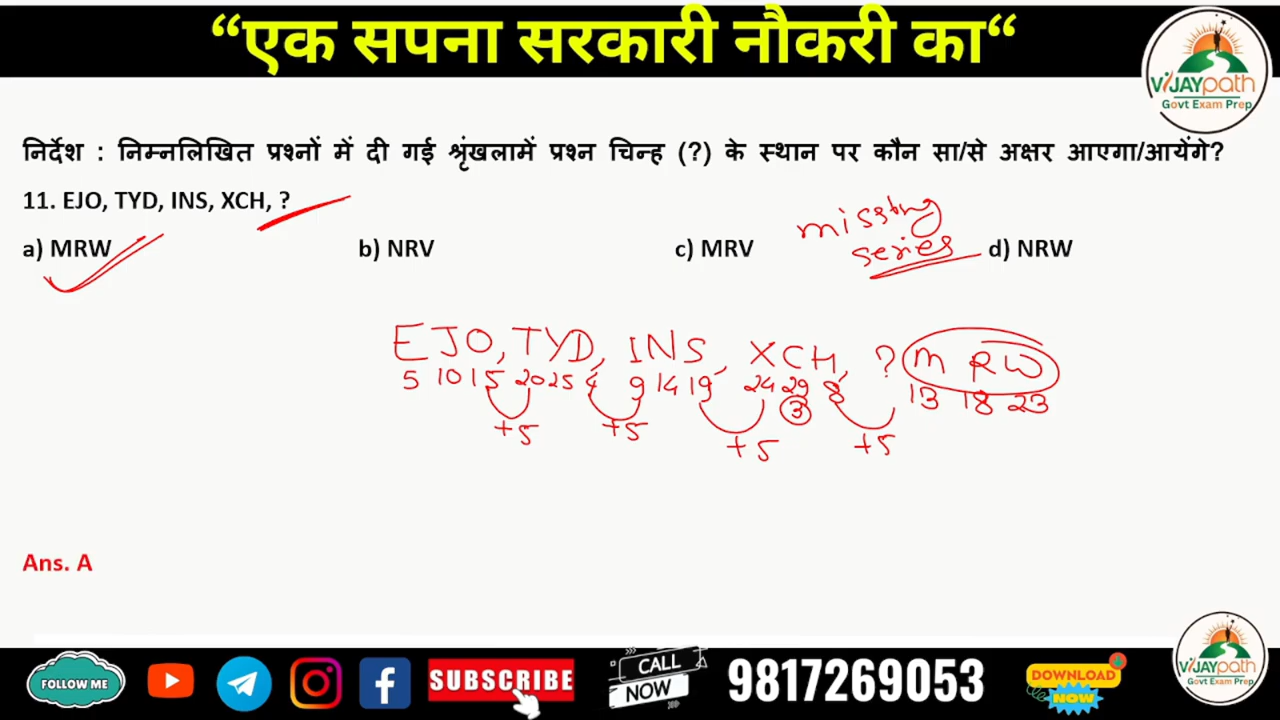 “एक सपना सरकारी नौकरी का“
VIJAYpath
Govt Exam Prep
निर्देश : निम्नलिखित प्रश्नों में दी गई श्रृंखलामें प्रश्न चिन्ह (?) के स्थान पर कौन सा/से अक्षर आएगा/आयेंगे?
11. EJO, TYD, INS, XCH, ?
missing
series
a) MRW b) NRV c) MRV d) NRW
EJO, TYD, INS, XCH, ? MRW
5 10 15 20 25 4 9 14 19 24 29 8 13 18 23
3
+5 +5 +5 +5
Ans. A
VIJAYpath
Govt Exam Prep
FOLLOW ME
SUBSCRIBE
CALL
NOW
9817269053
DOWNLOAD
NOW